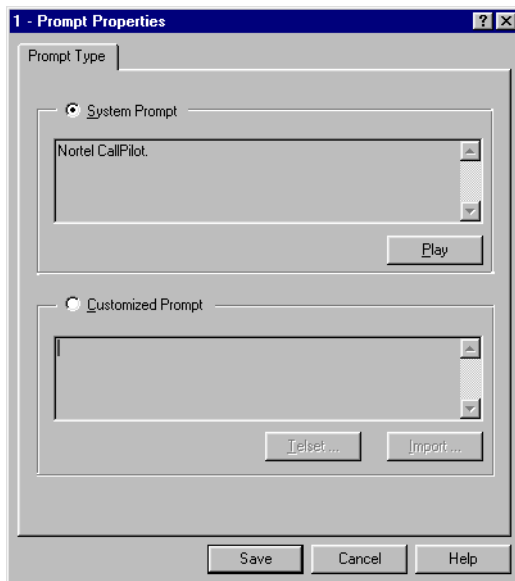 1 - Prompt Properties
Prompt Type
System Prompt
Nortel CallPilot.
Play
Customized Prompt
Telset ...
Import ...
Save
Cancel
Help